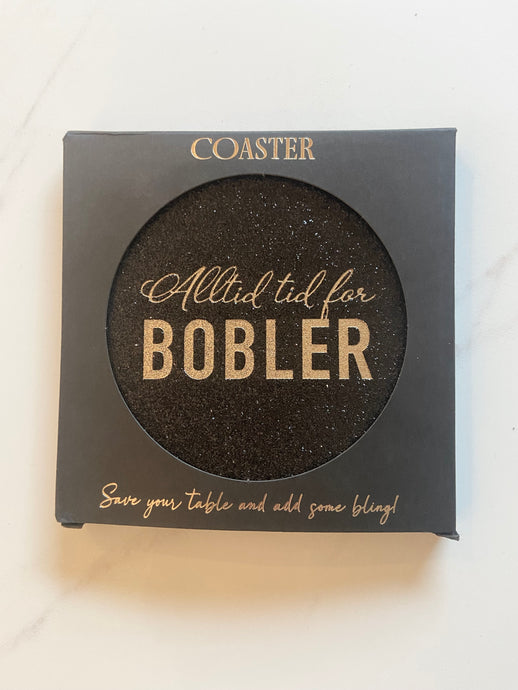 COASTER
Alltid tid for
BOBLER
Save your table and add some bling!